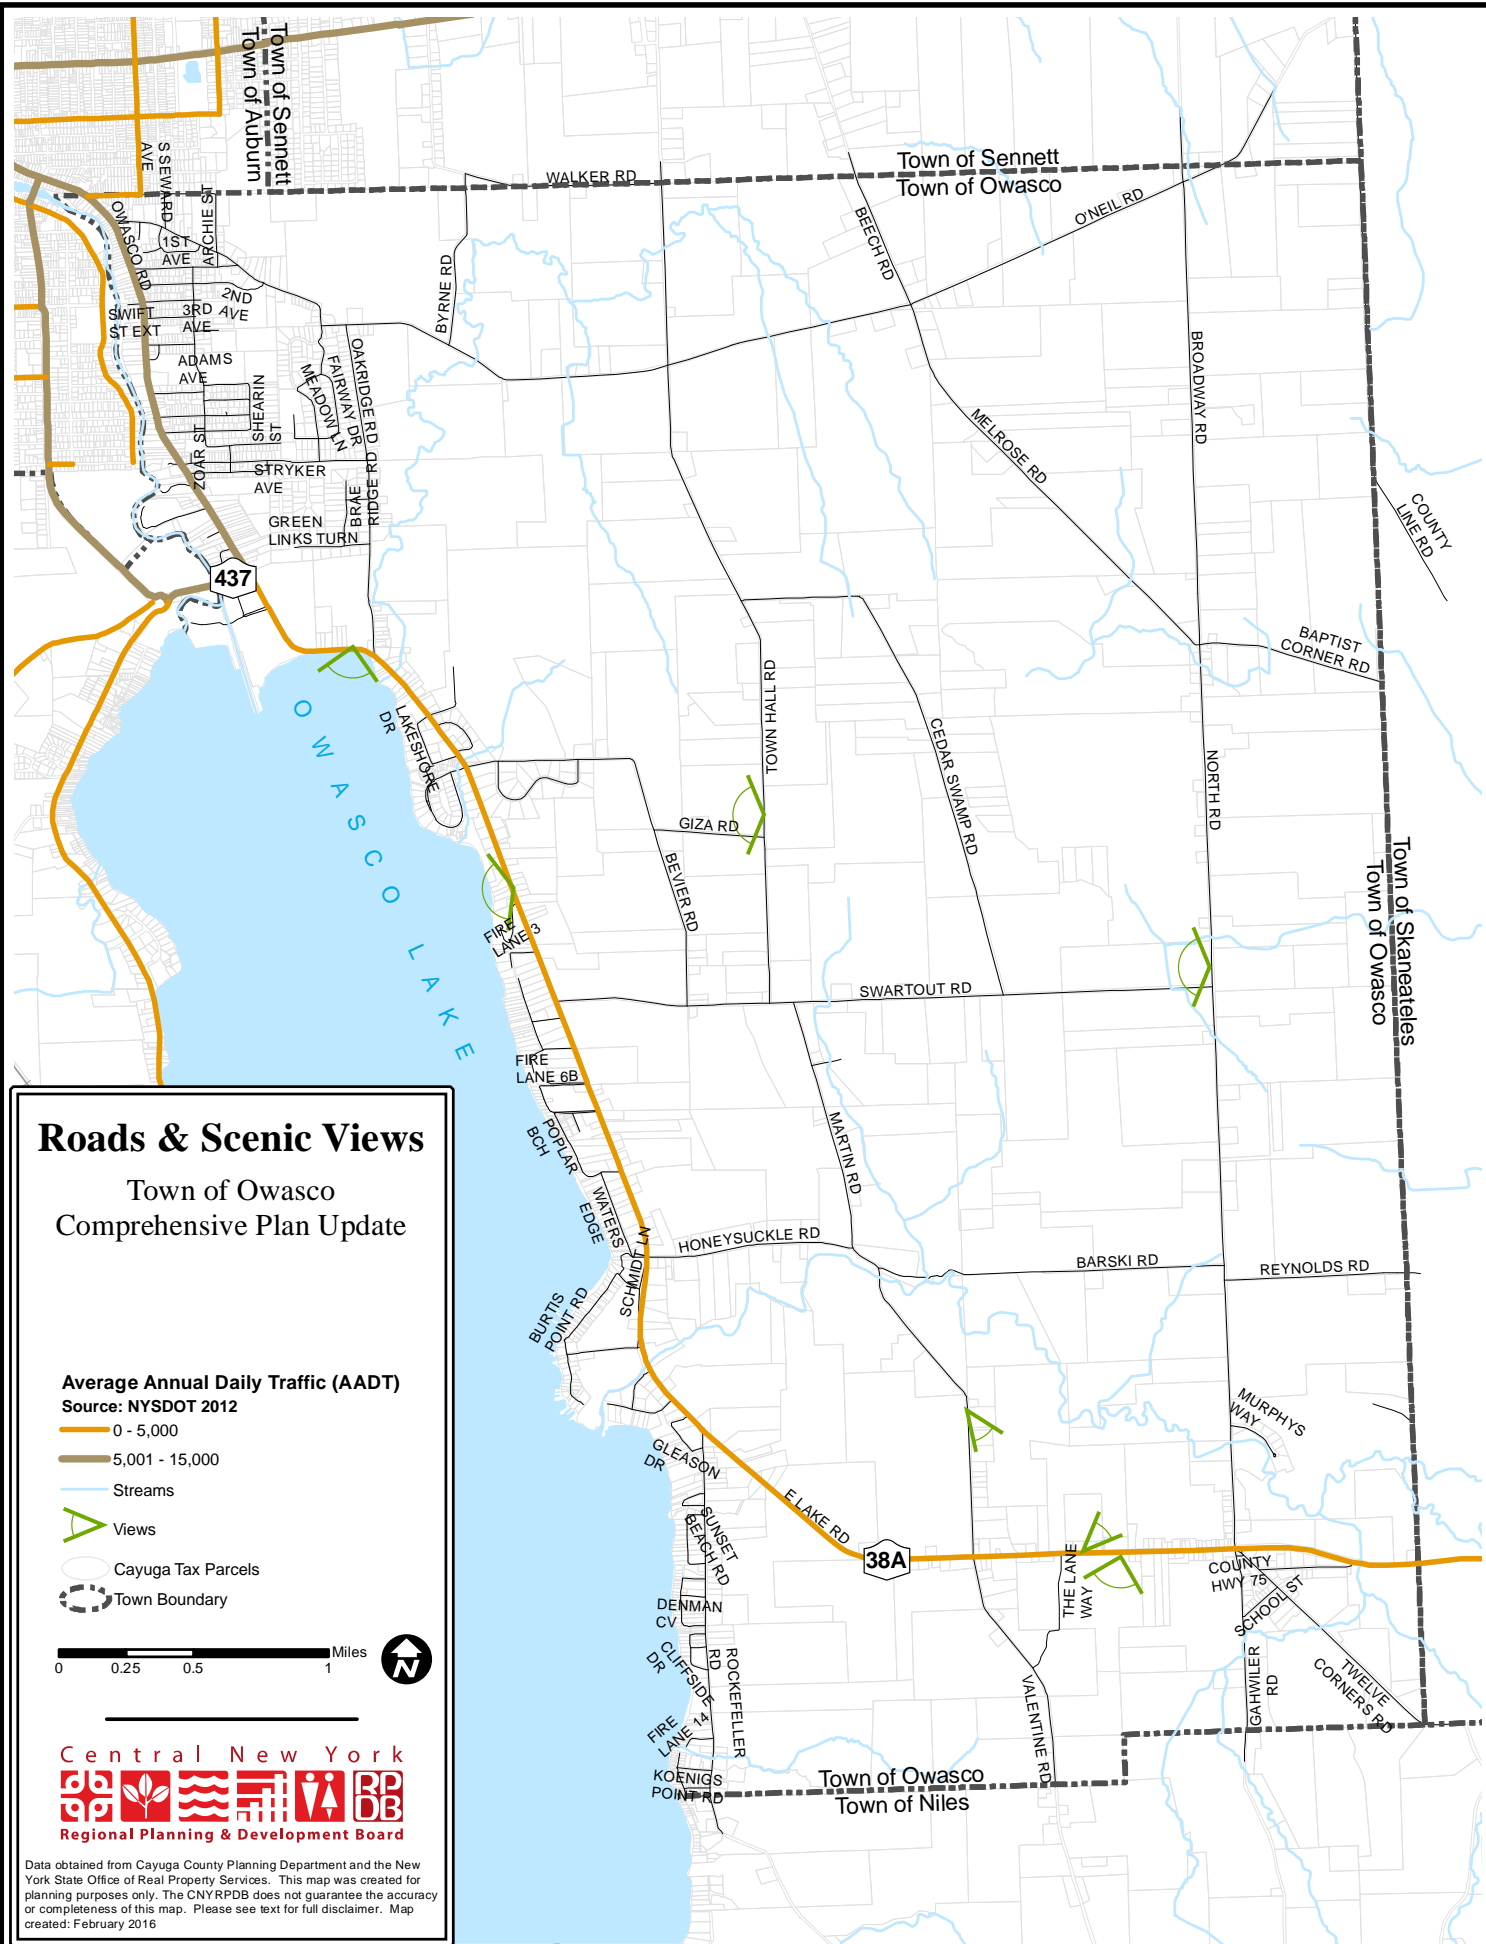 Town of Sennett
Town of Auburn
S SEWARD
AVE
ARCHIE ST
OWASCO RD
1ST
AVE
2ND
AVE
3RD
AVE
SWIFT
ST EXT
ADAMS
AVE
SHEARIN
ST
ZOAR ST
STRYKER
AVE
GREEN
LINKS TURN
MEADOW LN
FAIRWAY DR
OAKRIDGE RD
BRAE
RIDGE RD
437
BYRNE RD
WALKER RD
Town of Sennett
Town of Owasco
BEECH RD
O'NEIL RD
BROADWAY RD
MELROSE RD
COUNTY
LINE RD
BAPTIST
CORNER RD
TOWN HALL RD
CEDAR SWAMP RD
NORTH RD
LAKESHORE
DR
OWASCO LAKE
GIZA RD
BEVIER RD
FIRE
LANE 3
SWARTOUT RD
Town of Skaneateles
Town of Owasco
FIRE
LANE 6B
POPLAR
BCH
WATERS
EDGE
MARTIN RD
SCHMIDT LN
HONEYSUCKLE RD
BARSKI RD
REYNOLDS RD
BURTIS
POINT RD
MURPHYS
WAY
GLEASON
DR
E LAKE RD
38A
SUNSET
BEACH RD
THE LANE
WAY
COUNTY
HWY 75
SCHOOL ST
DENMAN
CV
CLIFFSIDE
DR
ROCKEFELLER
RD
VALENTINE RD
GAHWILER
RD
TWELVE
CORNERS RD
FIRE
LANE 14
KOENIGS
POINT RD
Town of Owasco
Town of Niles
Roads & Scenic Views
Town of Owasco
Comprehensive Plan Update
Average Annual Daily Traffic (AADT)
Source: NYSDOT 2012
0 - 5,000
5,001 - 15,000
Streams
Views
Cayuga Tax Parcels
Town Boundary
Miles
0 0.25 0.5 1
N
Central New York
RP
DB
Regional Planning & Development Board
Data obtained from Cayuga County Planning Department and the New
York State Office of Real Property Services. This map was created for
planning purposes only. The CNYRPDB does not guarantee the accuracy
or completeness of this map. Please see text for full disclaimer. Map
created: February 2016